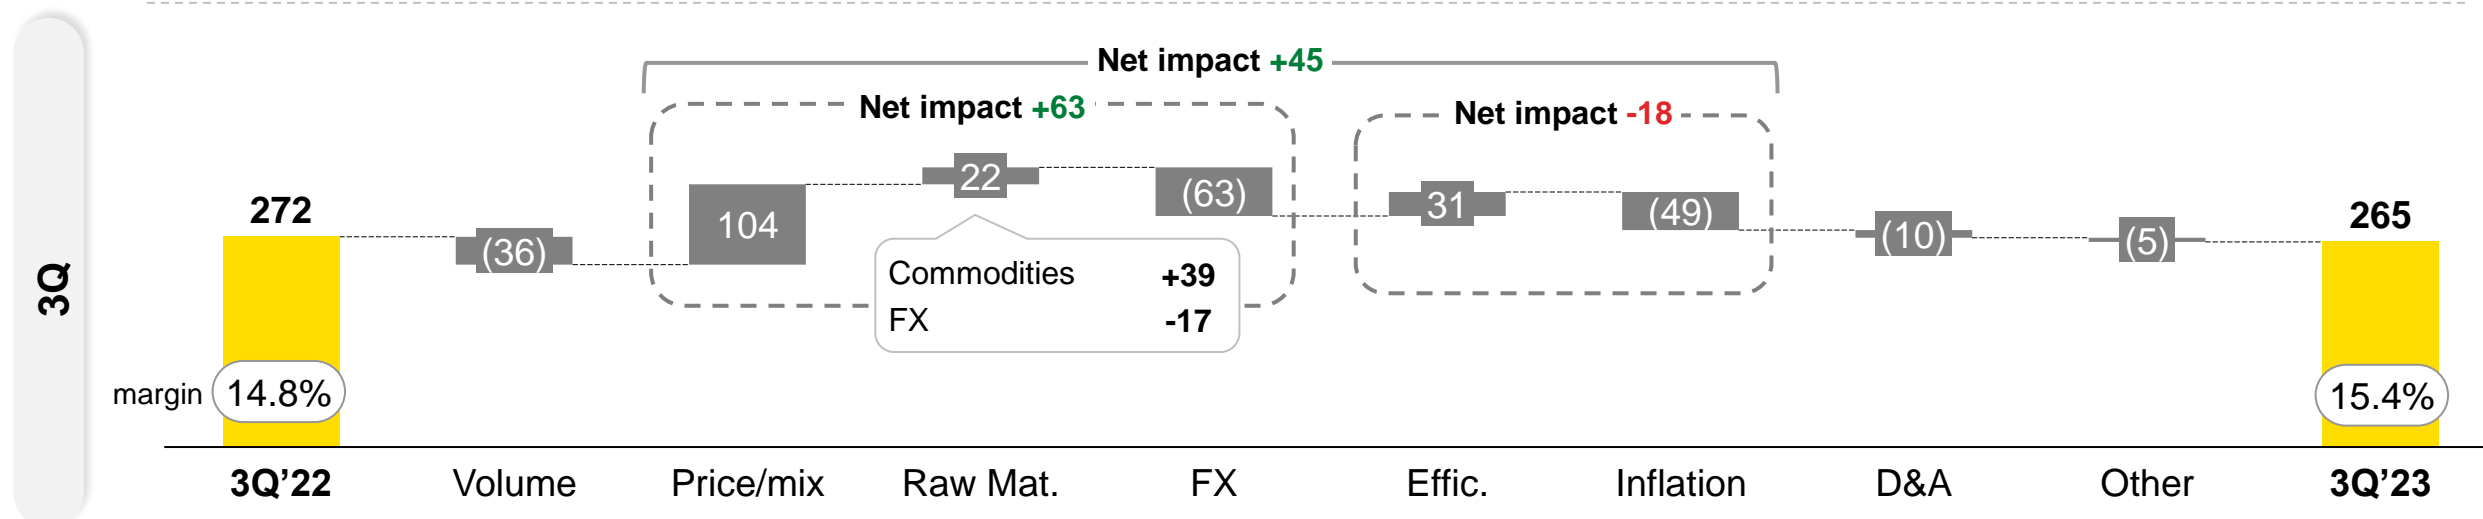 3Q
Net impact +45
Net impact +63
Net impact -18
272
(36)
104
22
(63)
31
(49)
(10)
(5)
265
Commodities +39
FX -17
margin 14.8%
15.4%
3Q’22 Volume Price/mix Raw Mat. FX Effic. Inflation D&A Other 3Q’23